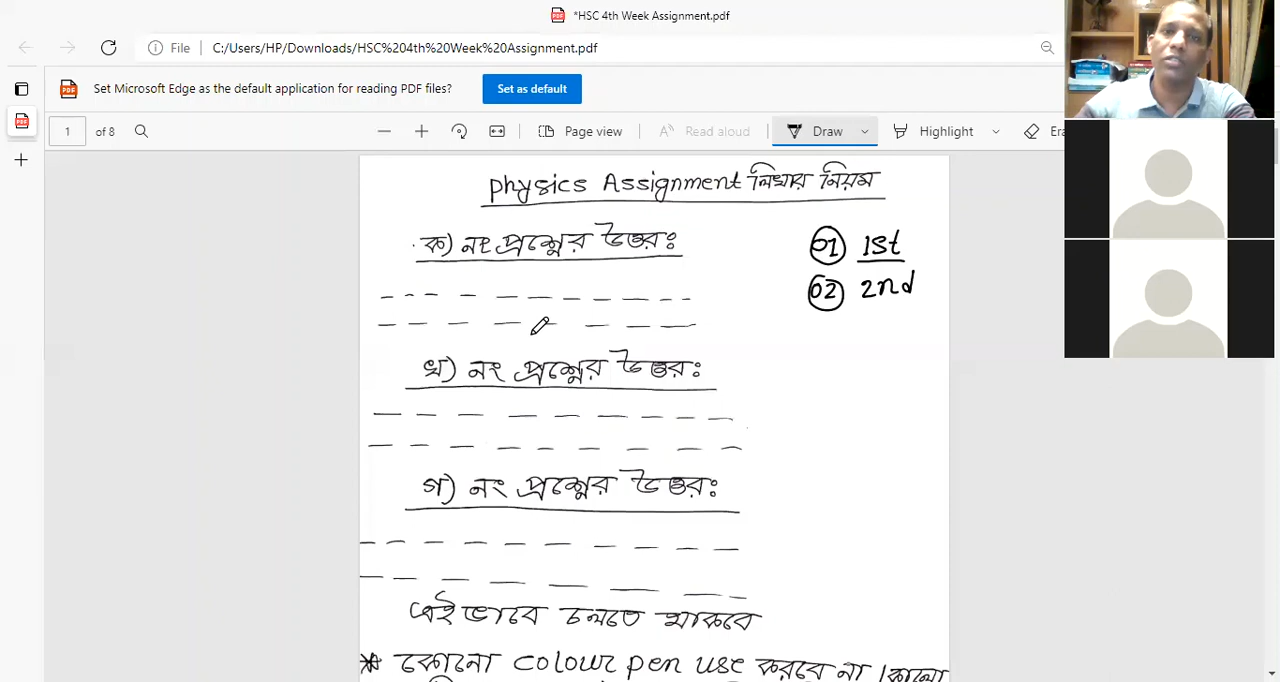 *HSC 4th Week Assignment.pdf
File C:/Users/HP/Downloads/HSC%204th%20Week%20Assignment.pdf
Set Microsoft Edge as the default application for reading PDF files? Set as default
1 of 8 Page view Read aloud Draw Highlight Era
Physics Assignment লিখার নিয়ম
ক) নং প্রশ্নের উত্তরঃ
01 1st
02 2nd
খ) নং প্রশ্নের উত্তরঃ
গ) নং প্রশ্নের উত্তরঃ
এই ভাবে চলতে থাকবে
* কোনো colour pen use করবে না। কালো